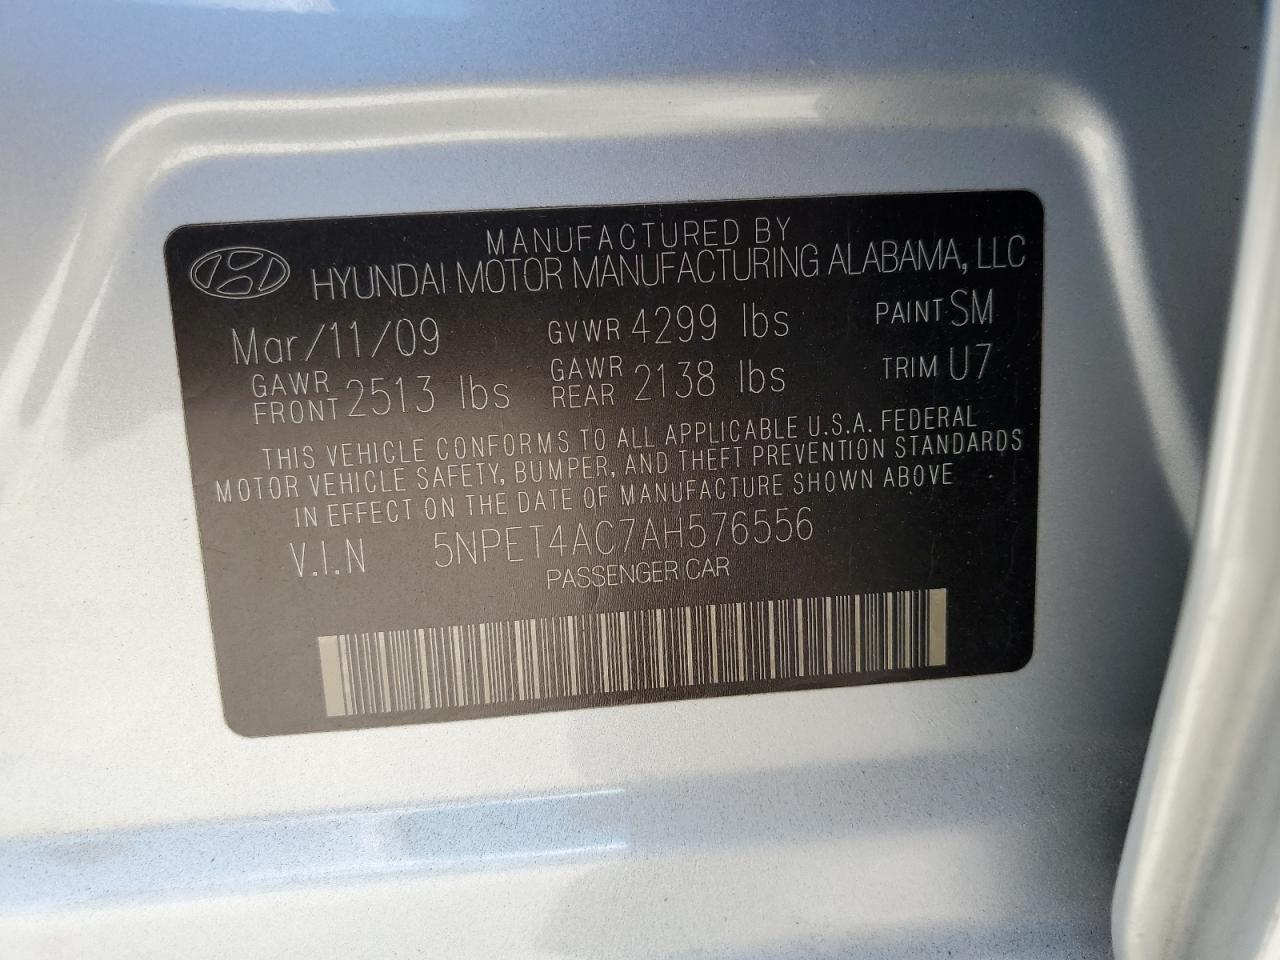 MANUFACTURED BY
HYUNDAI MOTOR MANUFACTURING ALABAMA, LLC
Mar/11/09 GVWR 4299 lbs PAINT SM
GAWR FRONT 2513 lbs GAWR REAR 2138 lbs TRIM U7
THIS VEHICLE CONFORMS TO ALL APPLICABLE U.S.A. FEDERAL
MOTOR VEHICLE SAFETY, BUMPER, AND THEFT PREVENTION STANDARDS
IN EFFECT ON THE DATE OF MANUFACTURE SHOWN ABOVE
V.I.N 5NPET4AC7AH576556
PASSENGER CAR